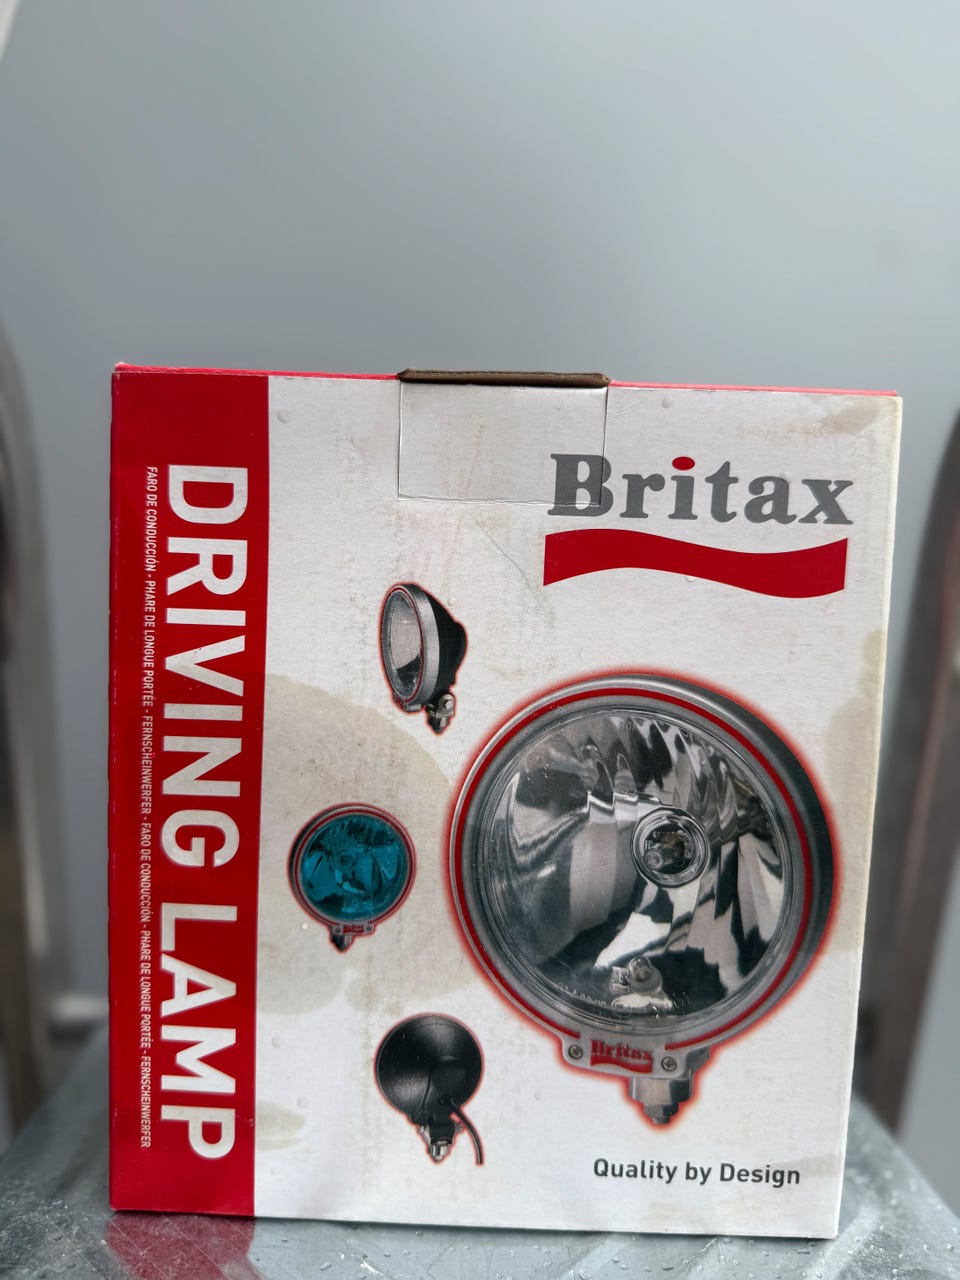 Britax
DRIVING LAMP
FARO DE CONDUCCIÓN - PHARE DE LONGUE PORTÉE - FERNSCHEINWERFER - FARO DE CONDUCCIÓN - PHARE DE LONGUE PORTÉE - FERNSCHEINWERFER
Britax
Britax
Quality by Design